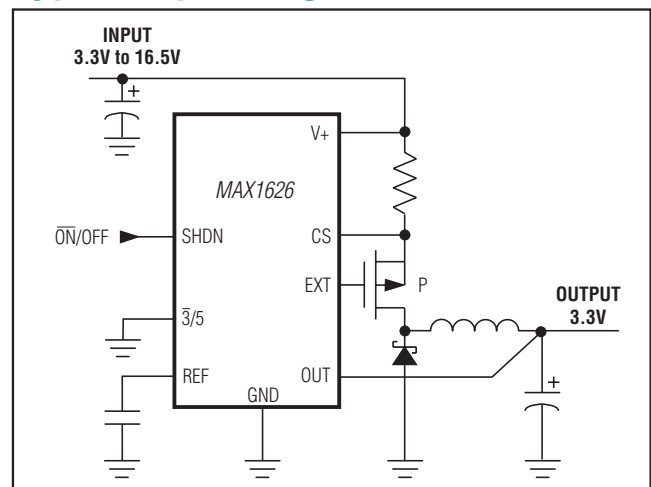 INPUT
3.3V to 16.5V
+
V+
MAX1626
O̅N̅/OFF
SHDN
CS
EXT
P
OUTPUT
3.3V
3̅/5
REF
OUT
GND
+